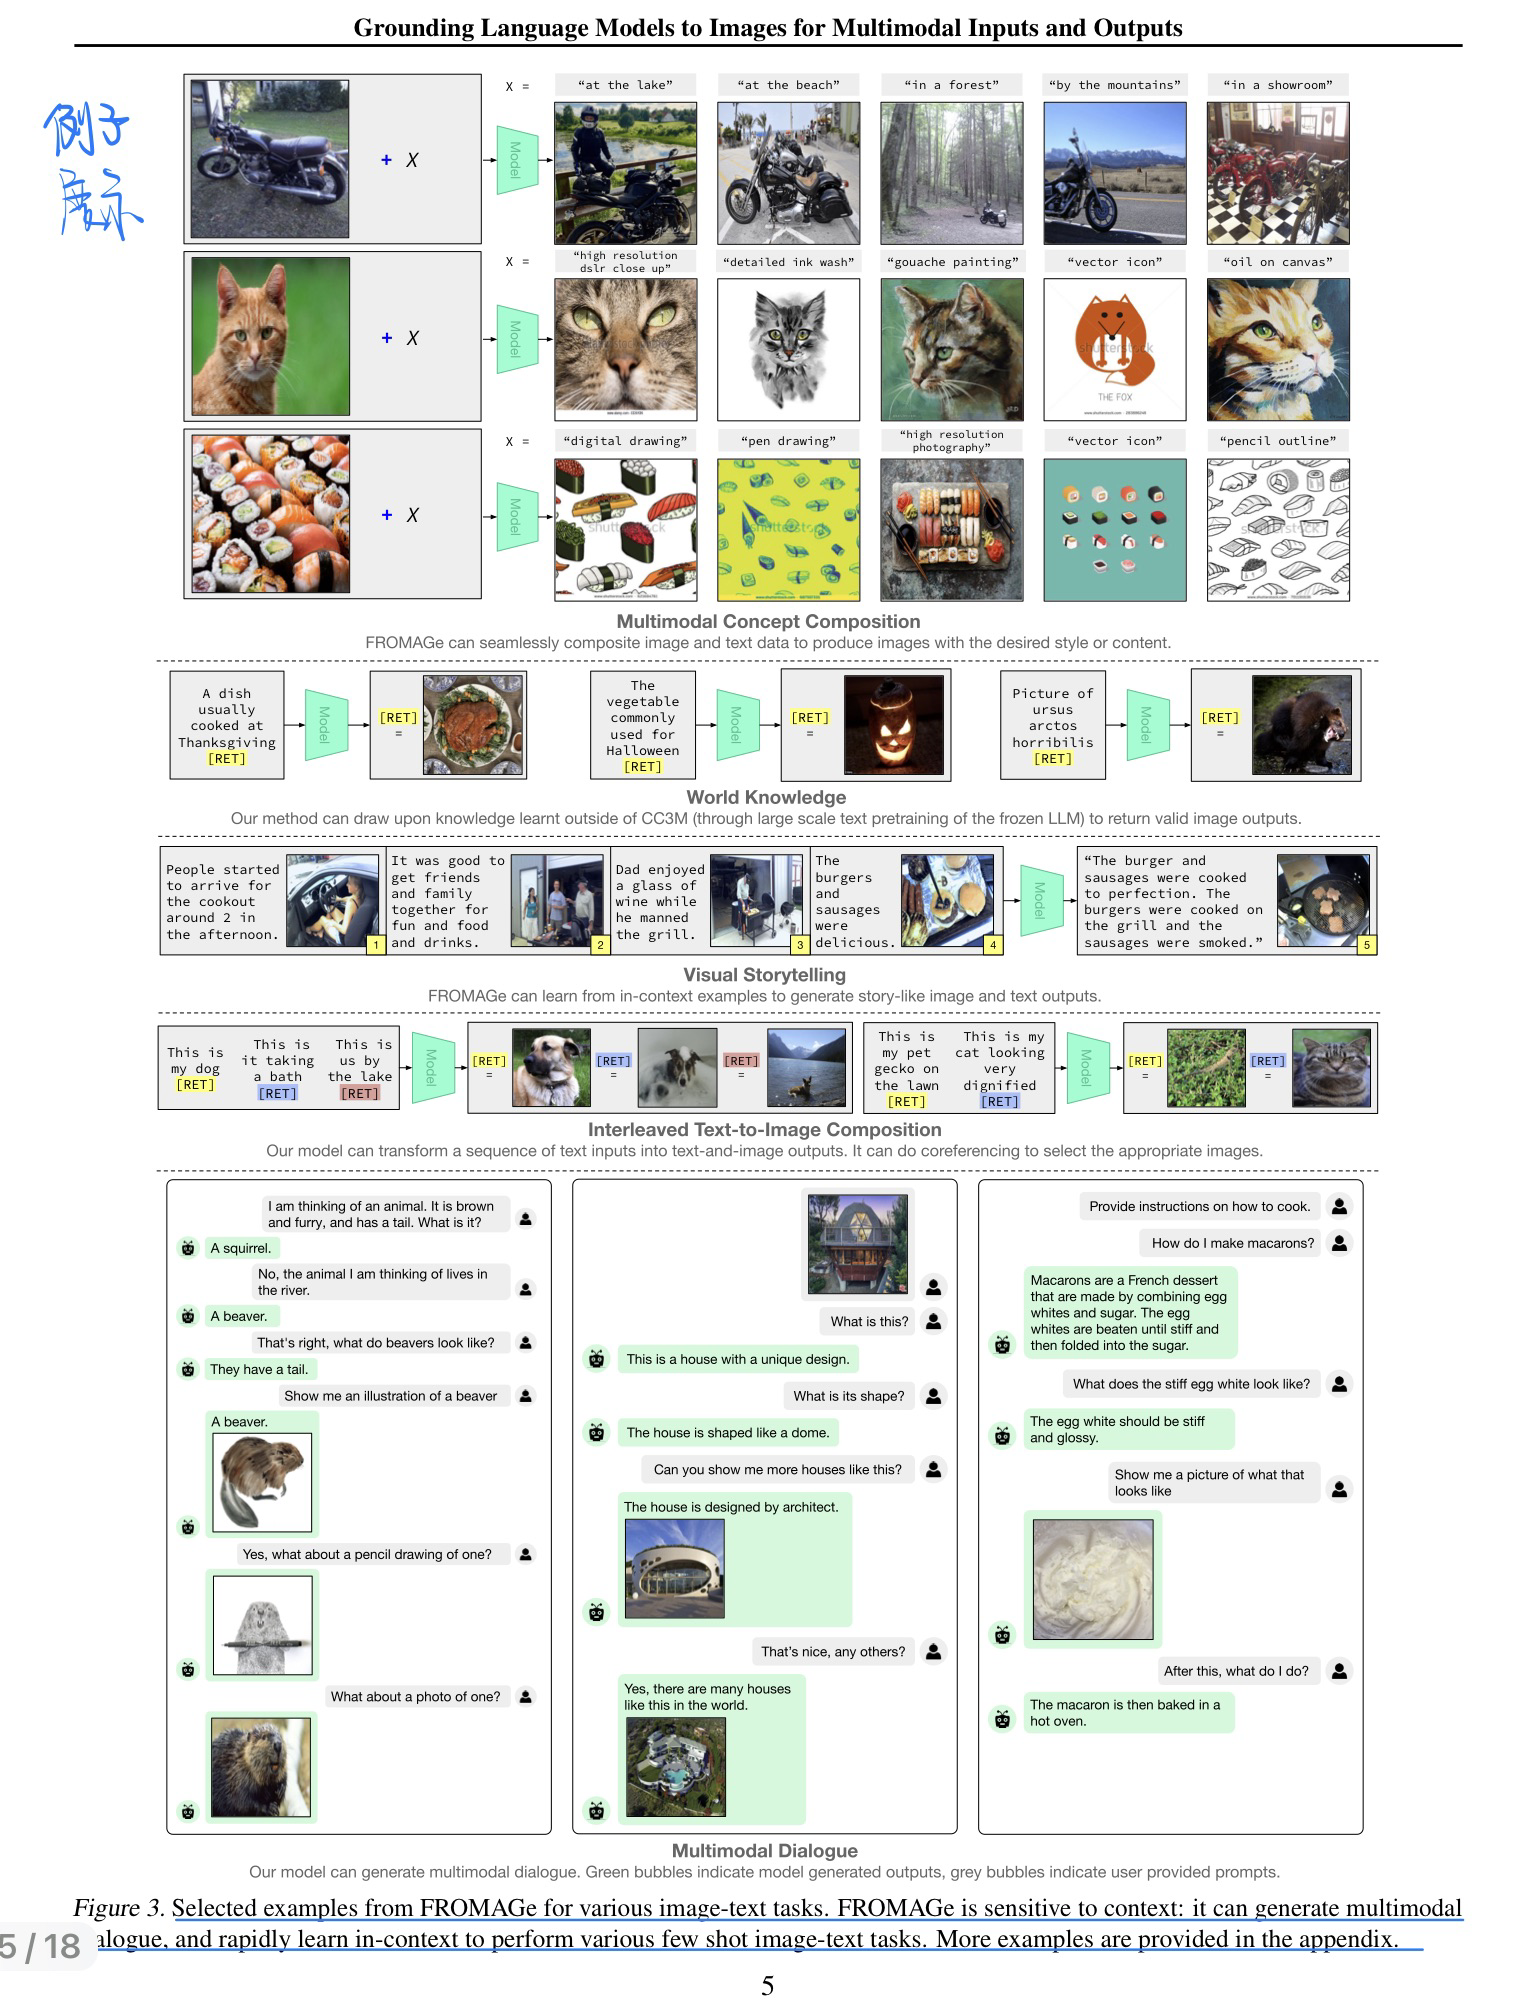 Grounding Language Models to Images for Multimodal Inputs and Outputs
例子
展示
+ X
Model
X =
“at the lake”
“at the beach”
“in a forest”
“by the mountains”
“in a showroom”
+ X
Model
X =
“high resolution
dslr close up”
“detailed ink wash”
“gouache painting”
“vector icon”
“oil on canvas”
shutterstock
THE FOX
+ X
Model
X =
“digital drawing”
“pen drawing”
“high resolution
photography”
“vector icon”
“pencil outline”
shutterstock
shutterstock
shutterstock
Multimodal Concept Composition
FROMAGe can seamlessly composite image and text data to produce images with the desired style or content.
A dish
usually
cooked at
Thanksgiving
[RET]
Model
[RET]
=
The
vegetable
commonly
used for
Halloween
[RET]
Model
[RET]
=
Picture of
ursus
arctos
horribilis
[RET]
Model
[RET]
=
World Knowledge
Our method can draw upon knowledge learnt outside of CC3M (through large scale text pretraining of the frozen LLM) to return valid image outputs.
People started
to arrive for
the cookout
around 2 in
the afternoon.
1
It was good to
get friends
and family
together for
fun and food
and drinks.
2
Dad enjoyed
a glass of
wine while
he manned
the grill.
3
The
burgers
and
sausages
were
delicious.
4
Model
“The burger and
sausages were cooked
to perfection. The
burgers were cooked on
the grill and the
sausages were smoked.”
5
Visual Storytelling
FROMAGe can learn from in-context examples to generate story-like image and text outputs.
This is
my dog
[RET]
This is
it taking
a bath
[RET]
This is
us by
the lake
[RET]
Model
[RET]
=
[RET]
=
[RET]
=
This is
my pet
gecko on
the lawn
[RET]
This is my
cat looking
very
dignified
[RET]
Model
[RET]
=
[RET]
=
Interleaved Text-to-Image Composition
Our model can transform a sequence of text inputs into text-and-image outputs. It can do coreferencing to select the appropriate images.
I am thinking of an animal. It is brown
and furry, and has a tail. What is it?
A squirrel.
No, the animal I am thinking of lives in
the river.
A beaver.
That's right, what do beavers look like?
They have a tail.
Show me an illustration of a beaver
A beaver.
Yes, what about a pencil drawing of one?
What about a photo of one?
What is this?
This is a house with a unique design.
What is its shape?
The house is shaped like a dome.
Can you show me more houses like this?
The house is designed by architect.
That’s nice, any others?
Yes, there are many houses
like this in the world.
Provide instructions on how to cook.
How do I make macarons?
Macarons are a French dessert
that are made by combining egg
whites and sugar. The egg
whites are beaten until stiff and
then folded into the sugar.
What does the stiff egg white look like?
The egg white should be stiff
and glossy.
Show me a picture of what that
looks like
After this, what do I do?
The macaron is then baked in a
hot oven.
Multimodal Dialogue
Our model can generate multimodal dialogue. Green bubbles indicate model generated outputs, grey bubbles indicate user provided prompts.
Figure 3. Selected examples from FROMAGe for various image-text tasks. FROMAGe is sensitive to context: it can generate multimodal
alogue, and rapidly learn in-context to perform various few shot image-text tasks. More examples are provided in the appendix.
5 / 18
5